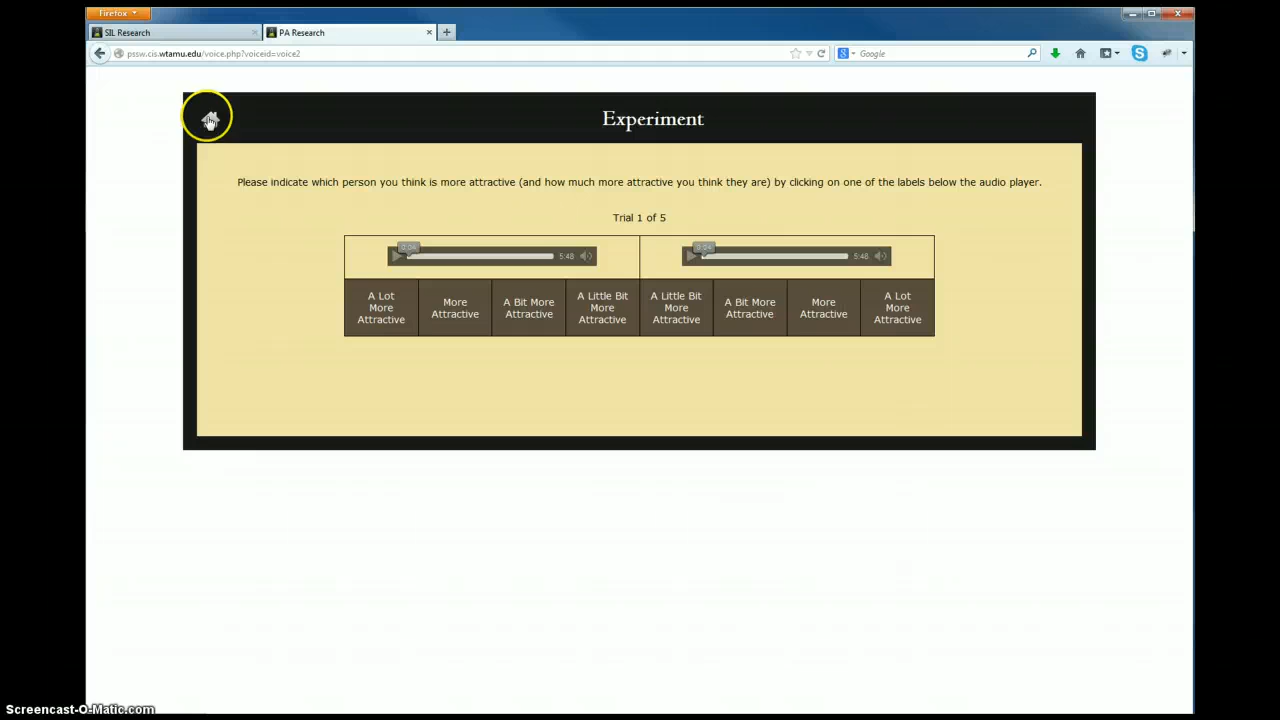 Firefox
SIL Research
PA Research
pssw.cis.wtamu.edu/voice.php?voiceid=voice2
Google
Experiment
Please indicate which person you think is more attractive (and how much more attractive you think they are) by clicking on one of the labels below the audio player.
Trial 1 of 5
0:04
5:48
0:04
5:48
A Lot
More
Attractive
More
Attractive
A Bit More
Attractive
A Little Bit
More
Attractive
A Little Bit
More
Attractive
A Bit More
Attractive
More
Attractive
A Lot
More
Attractive
Screencast-O-Matic.com